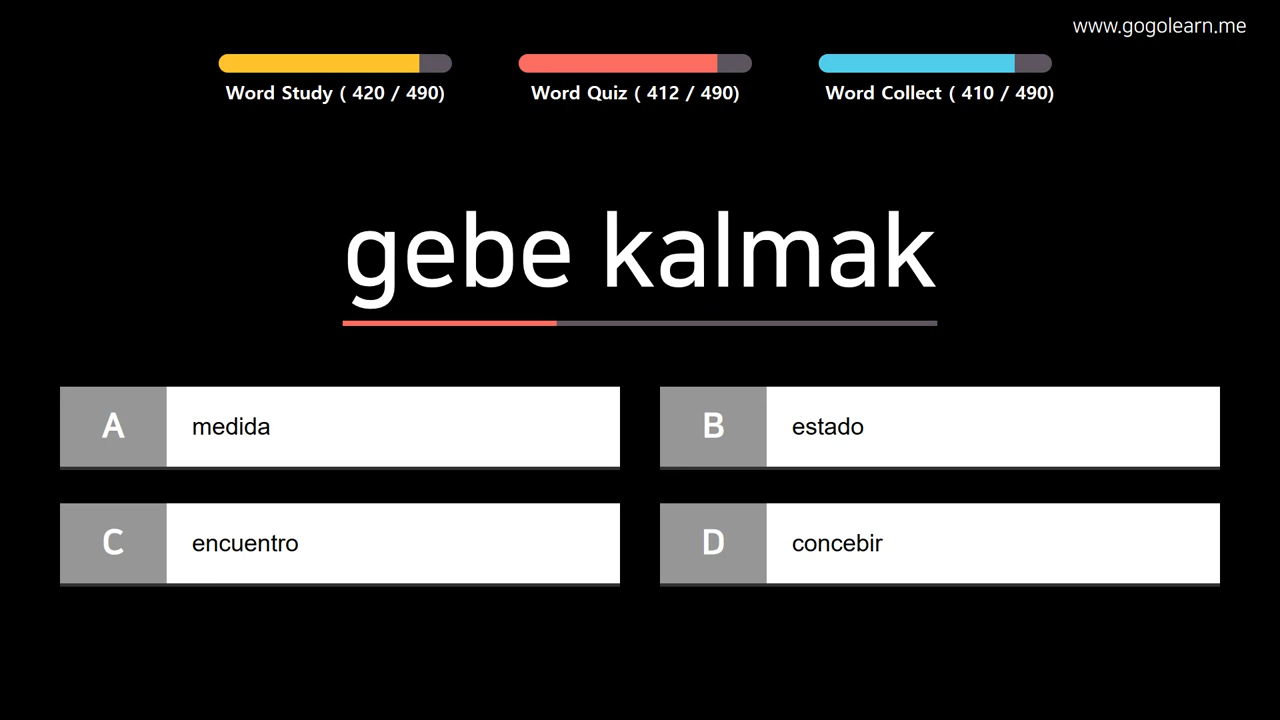 www.gogolearn.me
Word Study ( 420 / 490)
Word Quiz ( 412 / 490)
Word Collect ( 410 / 490)
gebe kalmak
A medida
B estado
C encuentro
D concebir